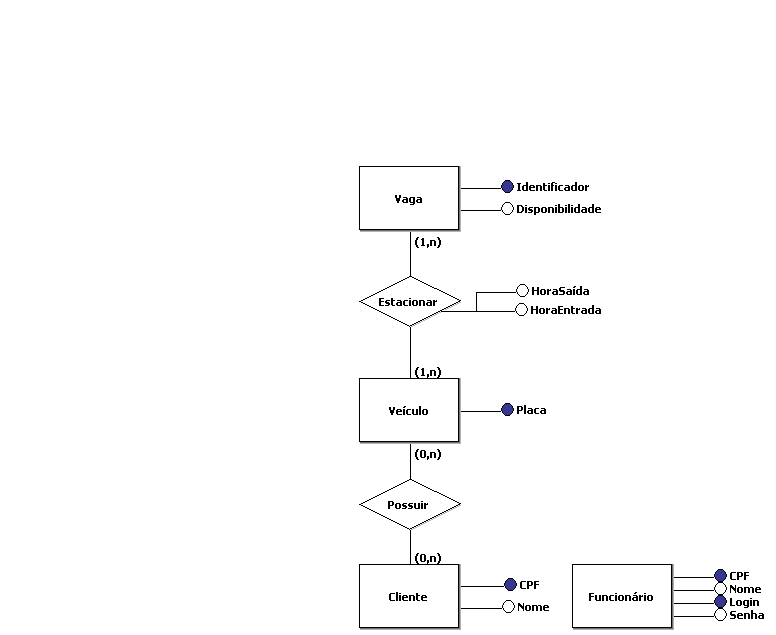 Vaga
Identificador
Disponibilidade
(1,n)
Estacionar
HoraSaída
HoraEntrada
(1,n)
Veículo
Placa
(0,n)
Possuir
(0,n)
Cliente
CPF
Nome
Funcionário
CPF
Nome
Login
Senha